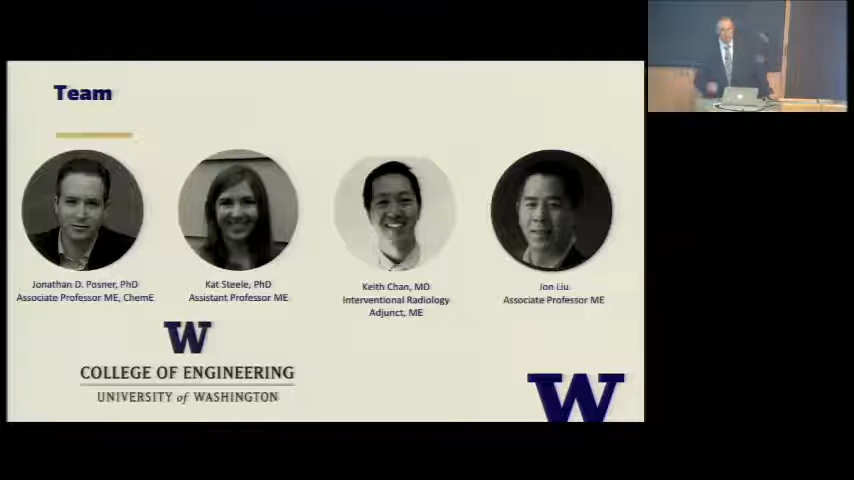 Team
Jonathan D. Posner, PhD
Associate Professor ME, ChemE
Kat Steele, PhD
Assistant Professor ME
Keith Chan, MD
Interventional Radiology
Adjunct, ME
Jon Liu
Associate Professor ME
W
COLLEGE OF ENGINEERING
UNIVERSITY of WASHINGTON
W